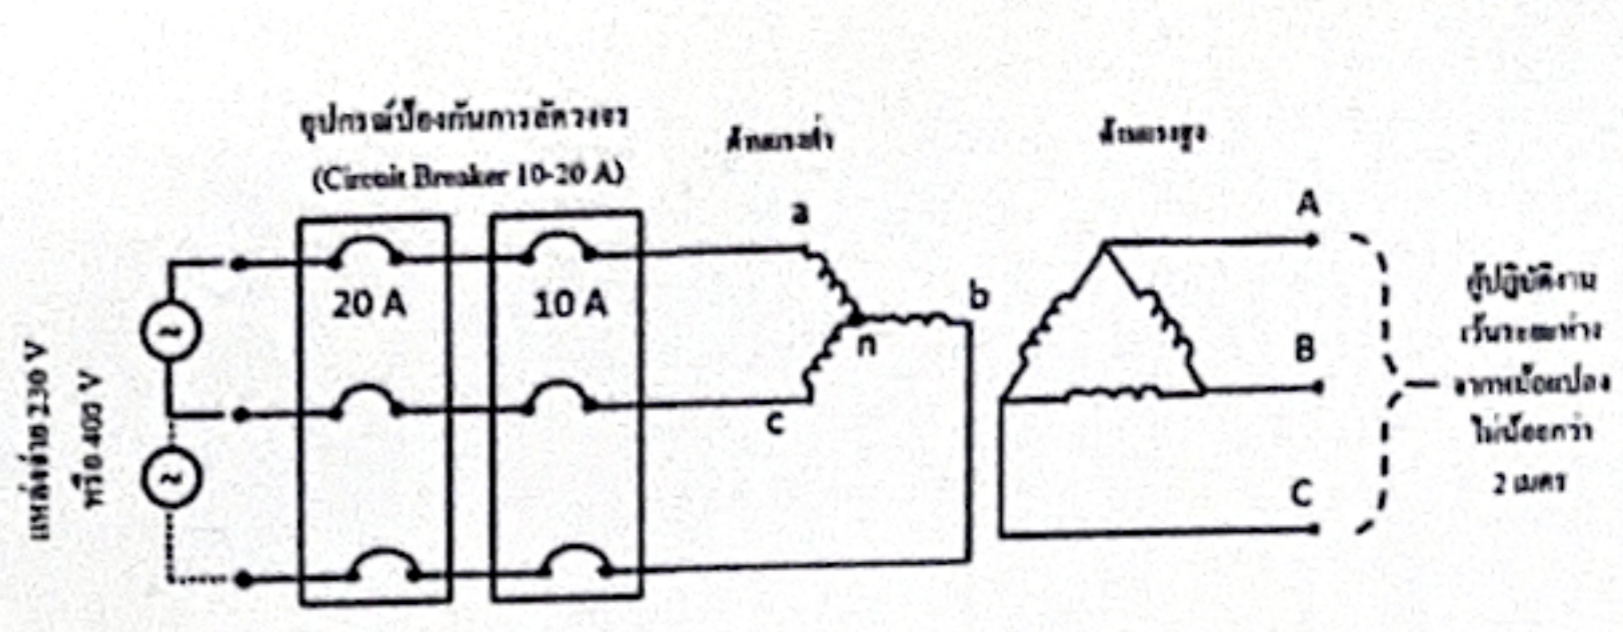 อุปกรณ์ป้องกันการลัดวงจร
(Circuit Breaker 10-20 A)
ด้านแรงต่ำ
ด้านแรงสูง
a
A
20 A
10 A
b
n
B
c
C
~
~
แหล่งจ่าย 230 V
หรือ 400 V
ผู้ปฏิบัติงาน
เว้นระยะห่าง
จากหม้อแปลง
ไม่น้อยกว่า
2 เมตร